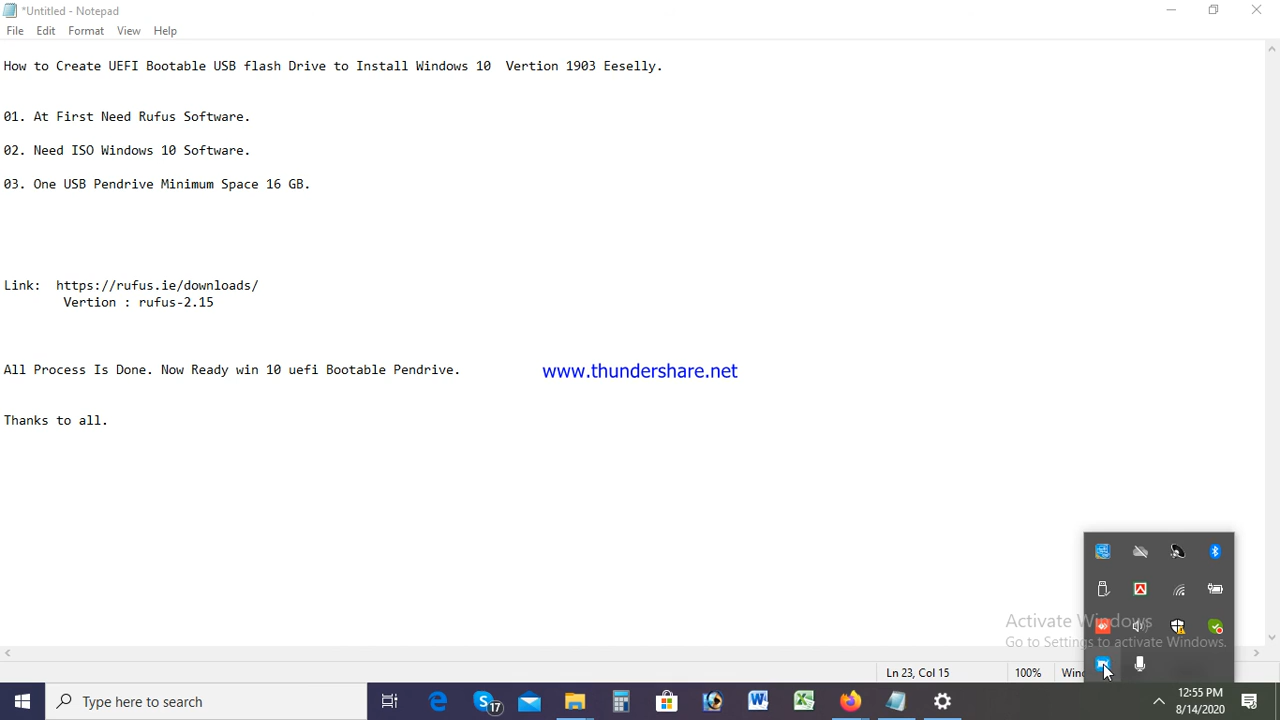 *Untitled - Notepad
File Edit Format View Help
How to Create UEFI Bootable USB flash Drive to Install Windows 10 Vertion 1903 Eeselly.
01. At First Need Rufus Software.
02. Need ISO Windows 10 Software.
03. One USB Pendrive Minimum Space 16 GB.
Link: https://rufus.ie/downloads/
Vertion : rufus-2.15
All Process Is Done. Now Ready win 10 uefi Bootable Pendrive.
www.thundershare.net
Thanks to all.
Activate Windows
Go to Settings to activate Windows.
Ln 23, Col 15 100% Winc
Type here to search
17
12:55 PM
8/14/2020